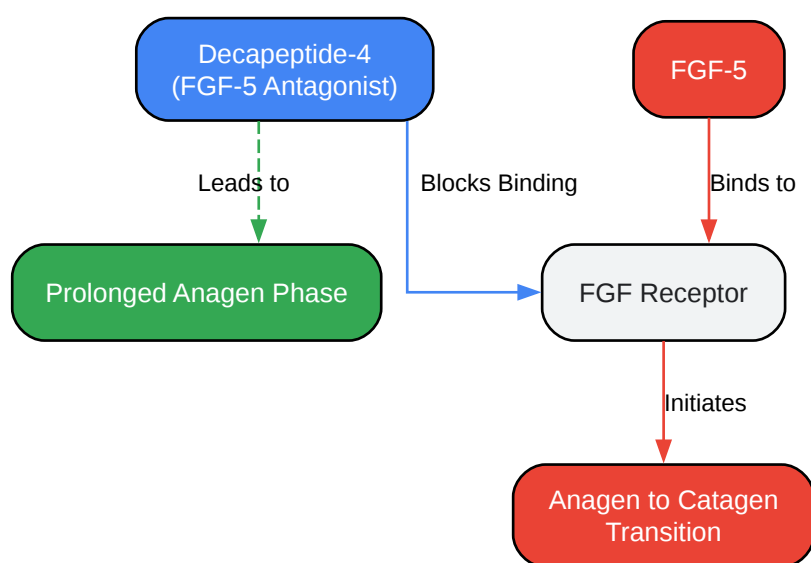 Decapeptide-4
(FGF-5 Antagonist)
FGF-5
Leads to
Blocks Binding
Binds to
Prolonged Anagen Phase
FGF Receptor
Initiates
Anagen to Catagen
Transition